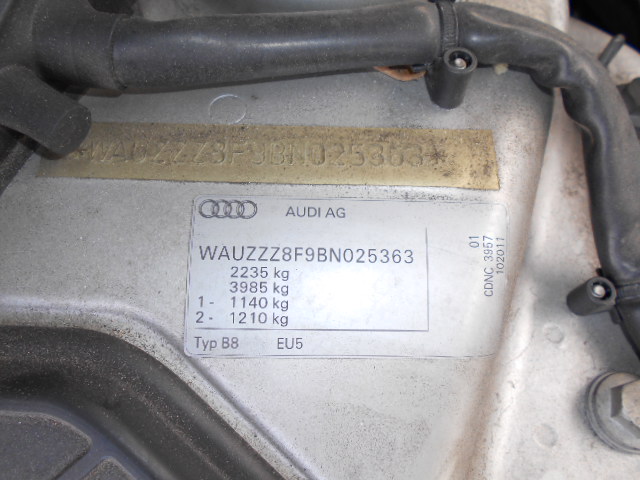 *WAUZZZ8F9BN025363*
AUDI AG
WAUZZZ8F9BN025363
2235 kg
3985 kg
1 - 1140 kg
2 - 1210 kg
Typ B8 EU5
CDNC 3957 01
102011